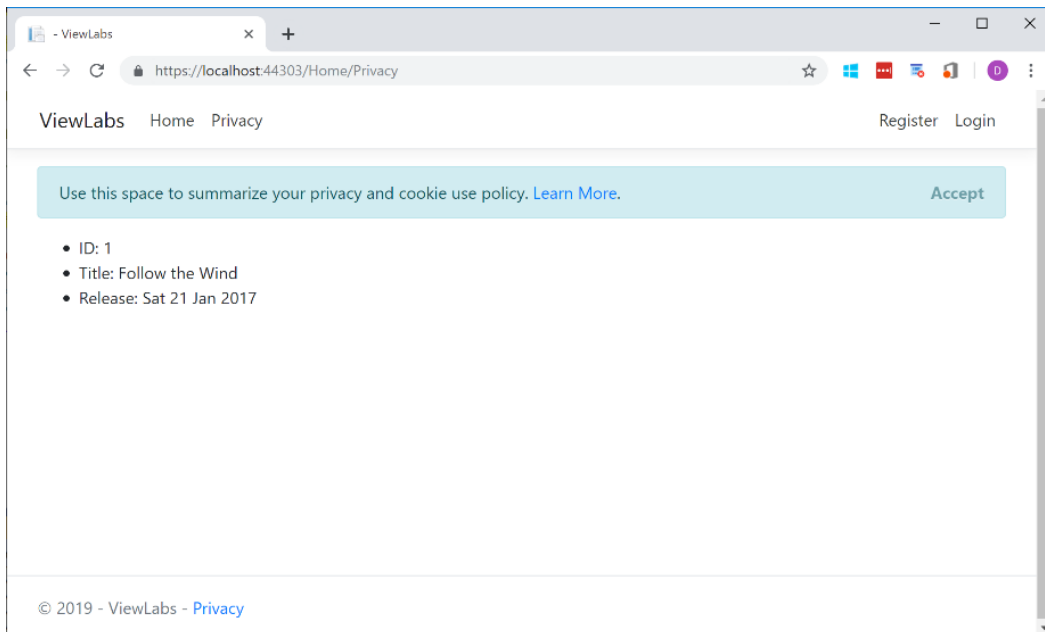 - ViewLabs
https://localhost:44303/Home/Privacy
D
ViewLabs Home Privacy Register Login
Use this space to summarize your privacy and cookie use policy. Learn More. Accept
ID: 1
Title: Follow the Wind
Release: Sat 21 Jan 2017
© 2019 - ViewLabs - Privacy